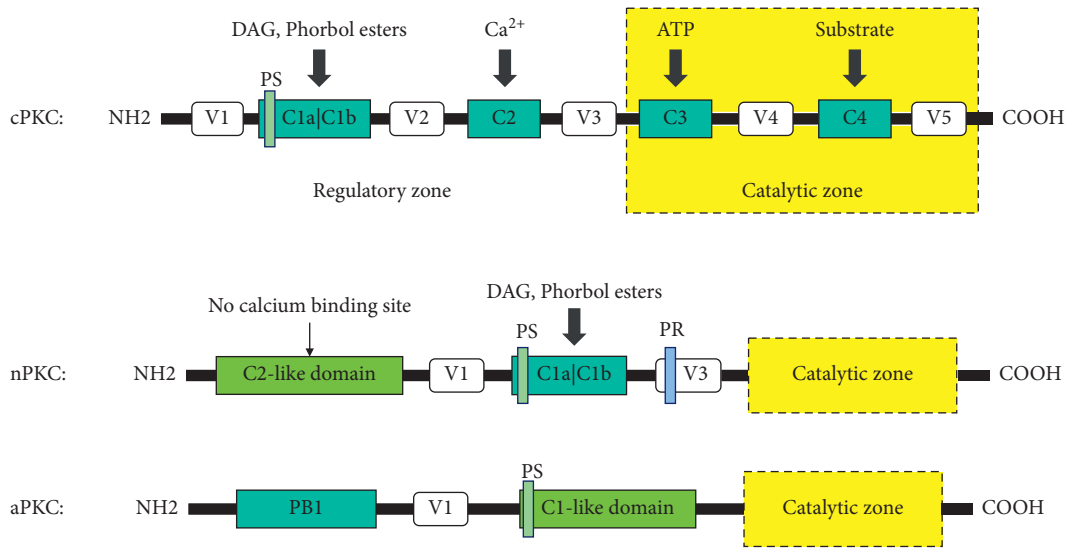 DAG, Phorbol esters
Ca2+
ATP
Substrate
PS
cPKC:
NH2
V1
C1a|C1b
V2
C2
V3
C3
V4
C4
V5
COOH
Regulatory zone
Catalytic zone
No calcium binding site
DAG, Phorbol esters
PS
PR
nPKC:
NH2
C2-like domain
V1
C1a|C1b
V3
Catalytic zone
COOH
PS
aPKC:
NH2
PB1
V1
C1-like domain
Catalytic zone
COOH